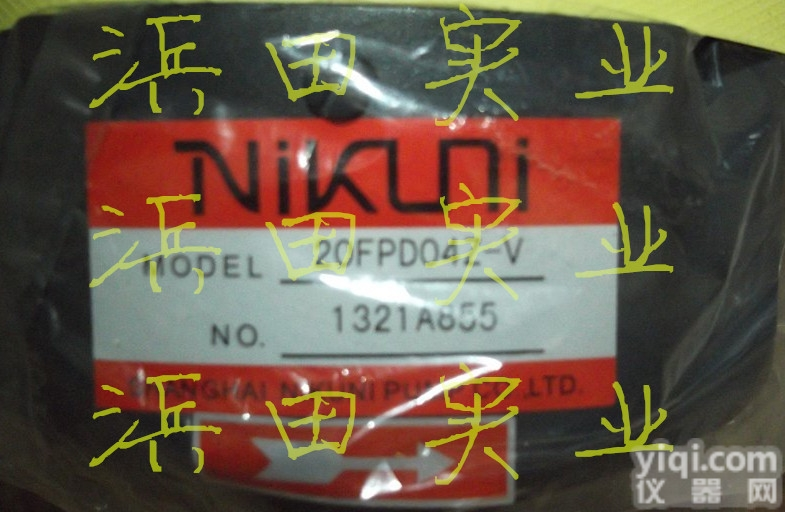 浜田实业
NiKUNi
浜田实业
MODEL 20FPD04Z-V
NO. 1321A855
SHANGHAI NIKUNI PUMP CO.,LTD.
浜田实业
yiqi.com
仪器网